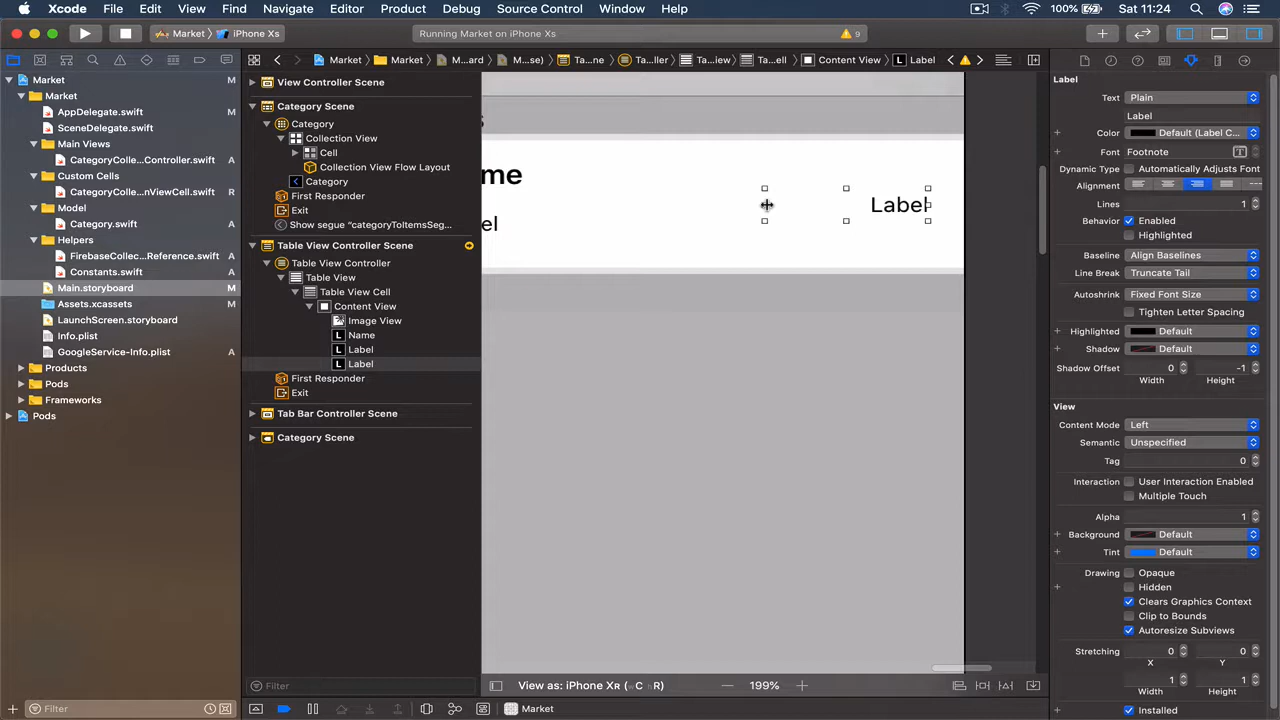 Xcode File Edit View Find Navigate Editor Product Debug Source Control Window Help 100% Sat 11:24
Market iPhone Xs Running Market on iPhone Xs 9
Market Market M...ard M...se) Ta...ne Ta...ller Ta...iew Ta...ell Content View L Label
Market M
Market
AppDelegate.swift M
SceneDelegate.swift
Main Views
CategoryColle...Controller.swift R
Custom Cells
CategoryColle...nViewCell.swift R
Model
Category.swift A
Helpers
FirebaseCollec...Reference.swift A
Constants.swift A
Main.storyboard M
Assets.xcassets M
LaunchScreen.storyboard
Info.plist
GoogleService-Info.plist A
Products
Pods
Frameworks
Pods
Filter
View Controller Scene
Category Scene
Category
Collection View
Cell
Collection View Flow Layout
Category
First Responder
Exit
Show segue "categoryToItemsSeg...
Table View Controller Scene
Table View Controller
Table View
Table View Cell
Content View
Image View
L Name
L Label
L Label
First Responder
Exit
Tab Bar Controller Scene
Category Scene
Filter
s
me
el
Label
View as: iPhone XR (wC hR) 199%
Market
Label
Text Plain
Label
Color Default (Label C...
Font Footnote T
Dynamic Type Automatically Adjusts Font
Alignment
Lines 1
Behavior Enabled
Highlighted
Baseline Align Baselines
Line Break Truncate Tail
Autoshrink Fixed Font Size
Tighten Letter Spacing
Highlighted Default
Shadow Default
Shadow Offset 0 -1
Width Height
View
Content Mode Left
Semantic Unspecified
Tag 0
Interaction User Interaction Enabled
Multiple Touch
Alpha 1
Background Default
Tint Default
Drawing Opaque
Hidden
Clears Graphics Context
Clip to Bounds
Autoresize Subviews
Stretching 0 0
X Y
1 1
Width Height
Installed